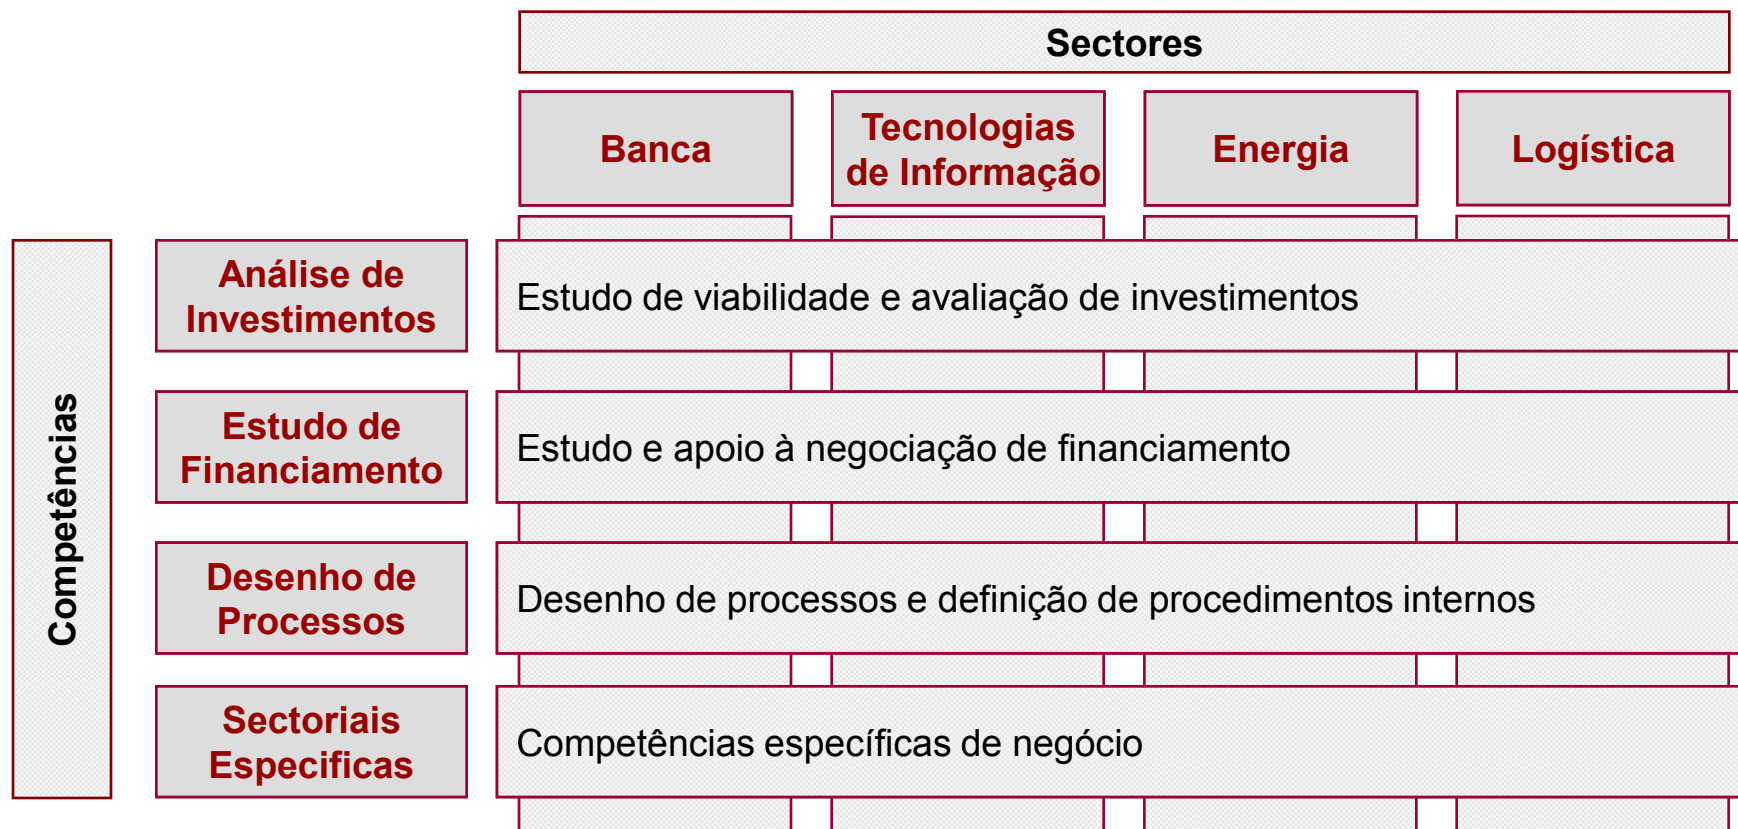 Sectores
Banca
Tecnologias
de Informação
Energia
Logística
Competências
Análise de
Investimentos
Estudo de viabilidade e avaliação de investimentos
Estudo de
Financiamento
Estudo e apoio à negociação de financiamento
Desenho de
Processos
Desenho de processos e definição de procedimentos internos
Sectoriais
Especificas
Competências específicas de negócio